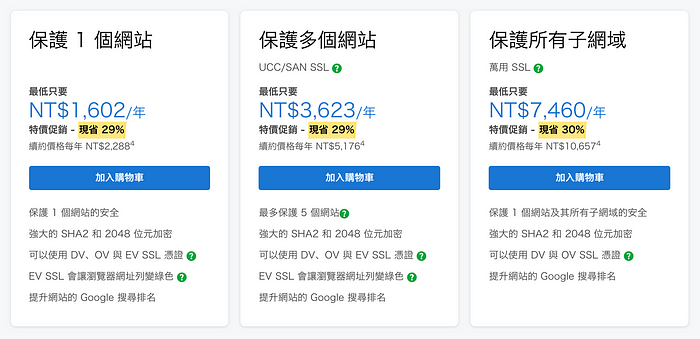 保護 1 個網站
最低只要
NT$1,602/年
特價促銷 - 現省 29%
續約價格每年 NT$2,288⁴
加入購物車
保護 1 個網站的安全
強大的 SHA2 和 2048 位元加密
可以使用 DV、OV 與 EV SSL 憑證 ?
EV SSL 會讓瀏覽器網址列變綠色 ?
提升網站的 Google 搜尋排名
保護多個網站
UCC/SAN SSL ?
最低只要
NT$3,623/年
特價促銷 - 現省 29%
續約價格每年 NT$5,176⁴
加入購物車
最多保護 5 個網站 ?
強大的 SHA2 和 2048 位元加密
可以使用 DV、OV 與 EV SSL 憑證 ?
EV SSL 會讓瀏覽器網址列變綠色 ?
提升網站的 Google 搜尋排名
保護所有子網域
萬用 SSL ?
最低只要
NT$7,460/年
特價促銷 - 現省 30%
續約價格每年 NT$10,657⁴
加入購物車
保護 1 個網站及其所有子網域的安全
強大的 SHA2 和 2048 位元加密
可以使用 DV 與 OV SSL 憑證 ?
提升網站的 Google 搜尋排名